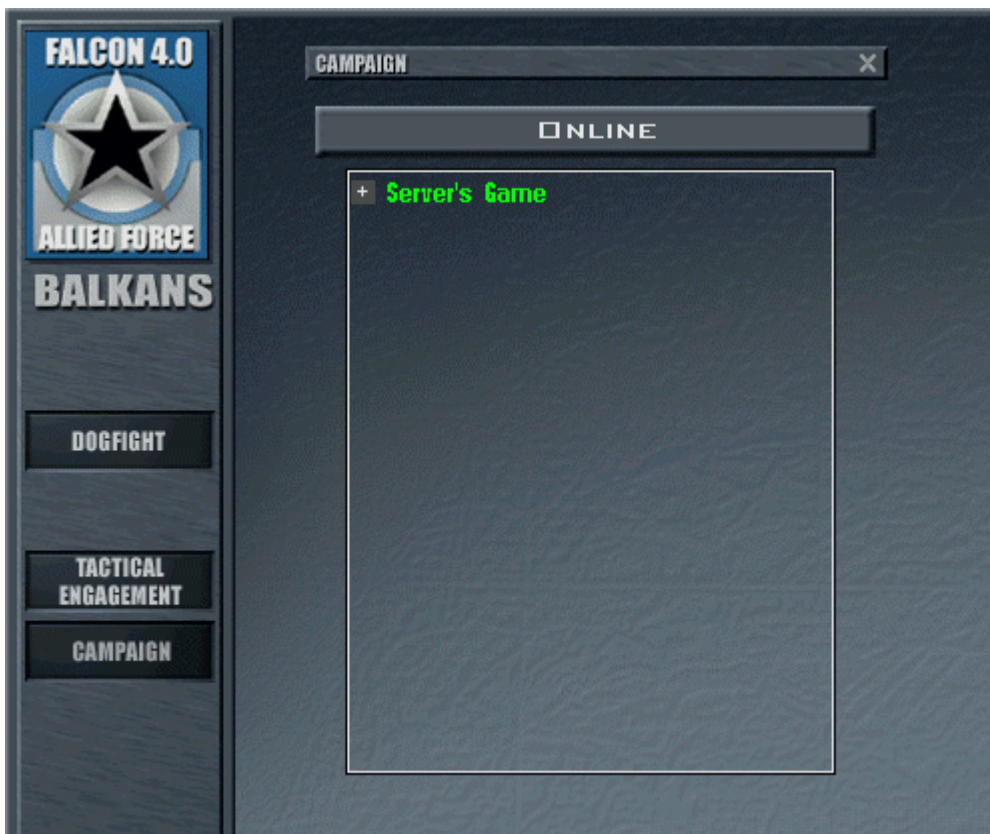 FALCON 4.0
ALLIED FORCE
BALKANS
DOGFIGHT
TACTICAL
ENGAGEMENT
CAMPAIGN
CAMPAIGN X
ONLINE
+ Server's Game